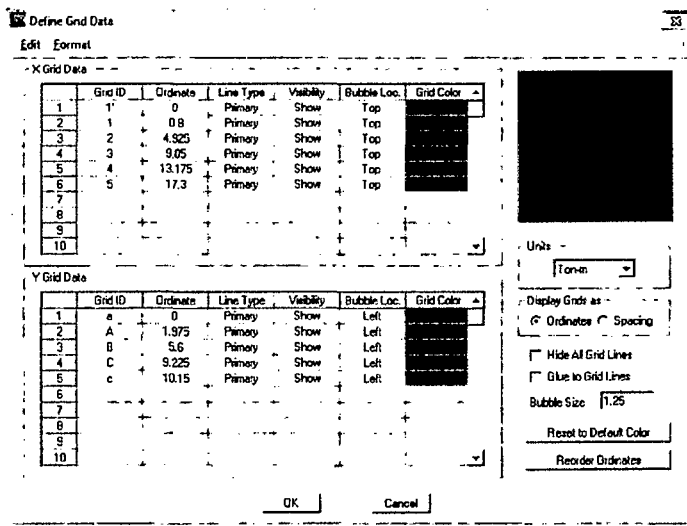 Define Grid Data
Edit Format
X Grid Data
Grid ID Ordinate Line Type Visibility Bubble Loc. Grid Color
1 1' 0 Primary Show Top
2 1 0.8 Primary Show Top
3 2 4.925 Primary Show Top
4 3 9.05 Primary Show Top
5 4 13.175 Primary Show Top
6 5 17.3 Primary Show Top
7
8
9
10
Units
Ton-m
Y Grid Data
Grid ID Ordinate Line Type Visibility Bubble Loc. Grid Color
1 a 0 Primary Show Left
2 A 1.975 Primary Show Left
3 B 5.6 Primary Show Left
4 C 9.225 Primary Show Left
5 c 10.15 Primary Show Left
6
7
8
9
10
Display Grids as
Ordinates Spacing
Hide All Grid Lines
Glue to Grid Lines
Bubble Size 1.25
Reset to Default Color
Reorder Ordinates
OK Cancel